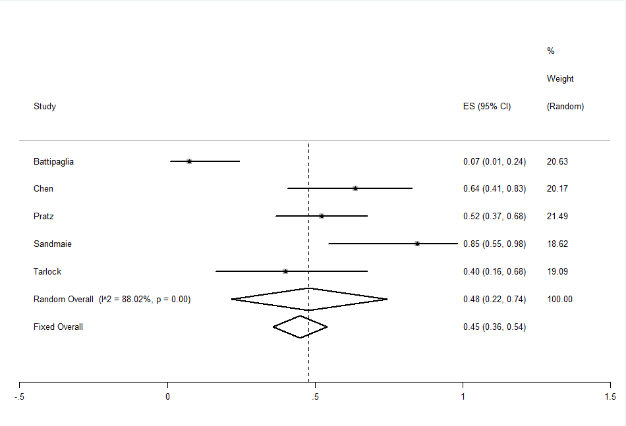 %
Weight
Study ES (95% CI) (Random)
Battipaglia 0.07 (0.01, 0.24) 20.63
Chen 0.64 (0.41, 0.83) 20.17
Pratz 0.52 (0.37, 0.68) 21.49
Sandmaie 0.85 (0.55, 0.98) 18.62
Tarlock 0.40 (0.16, 0.68) 19.09
Random Overall (I^2 = 88.02%, p = 0.00) 0.48 (0.22, 0.74) 100.00
Fixed Overall 0.45 (0.36, 0.54)
-.5 0 .5 1 1.5